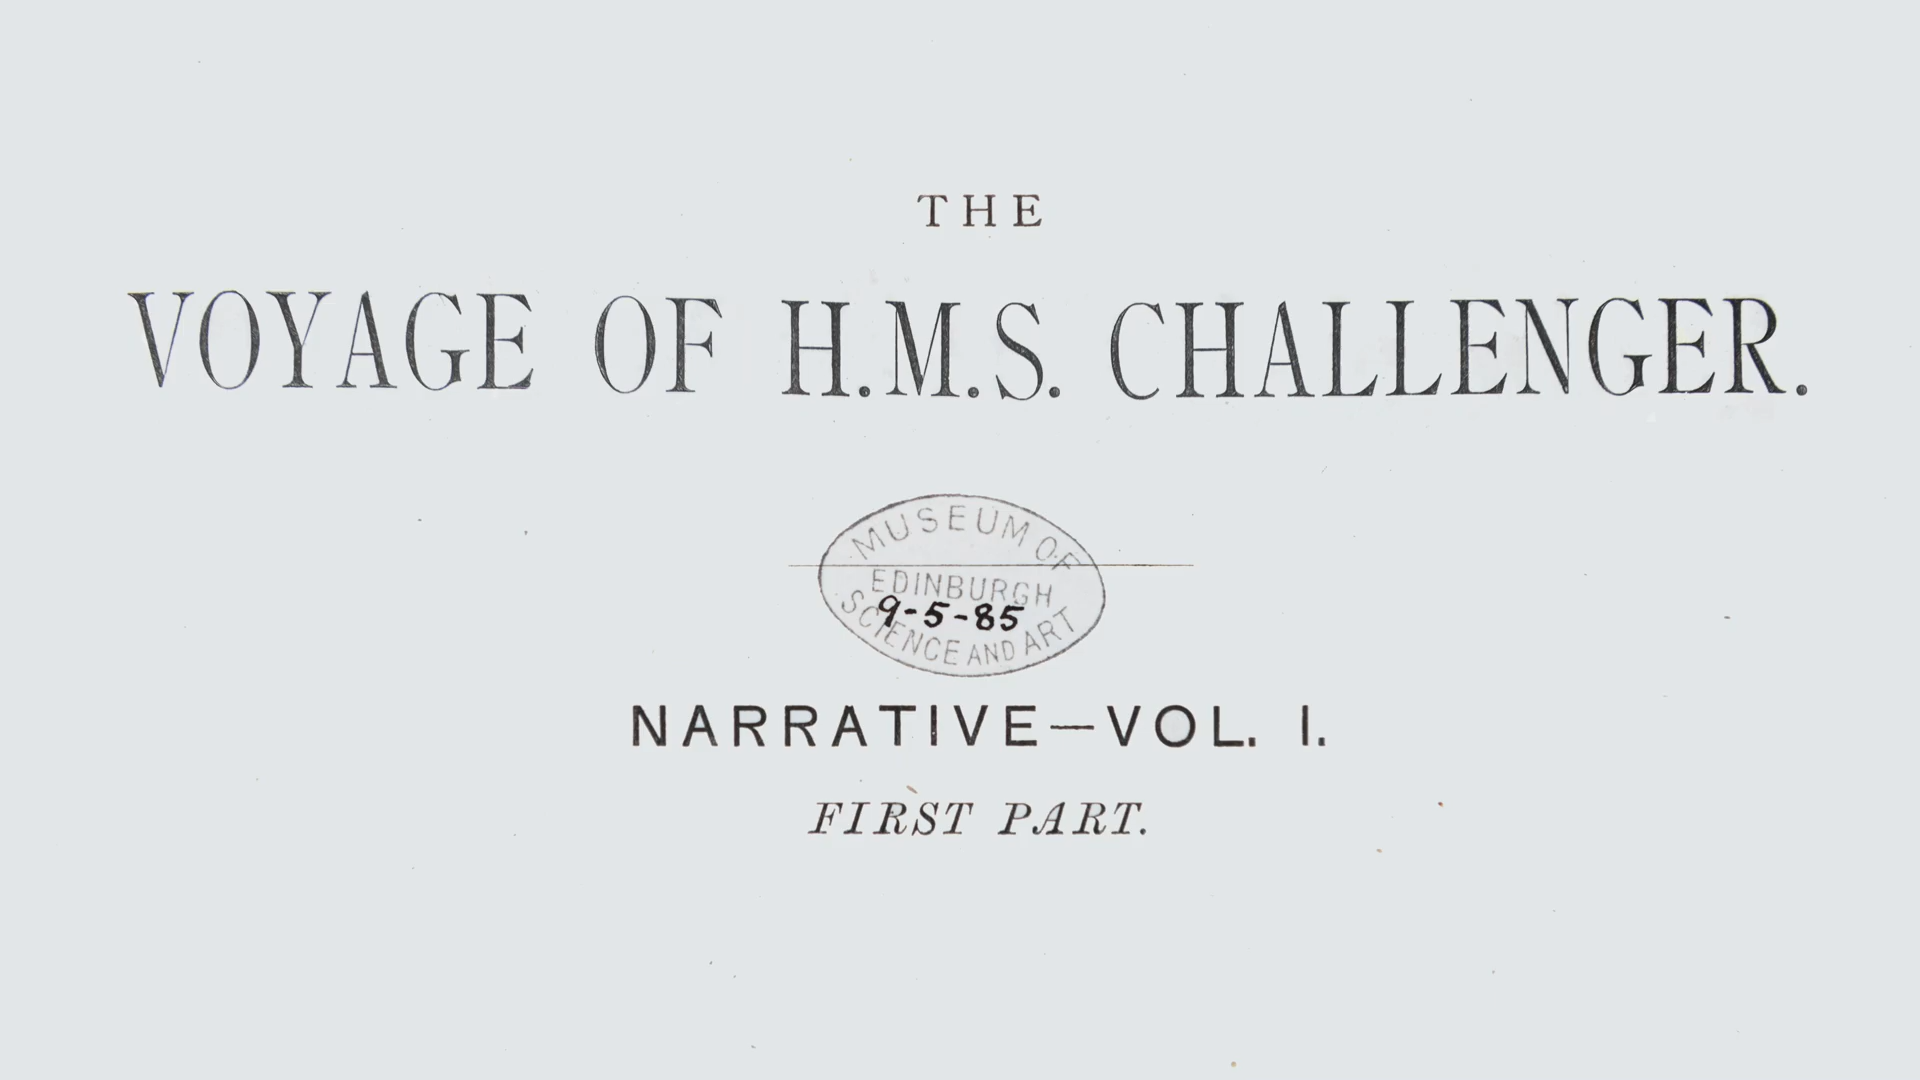 THE
VOYAGE OF H.M.S. CHALLENGER.
MUSEUM OF
EDINBURGH
9-5-85
SCIENCE AND ART
NARRATIVE—VOL. I.
FIRST PART.